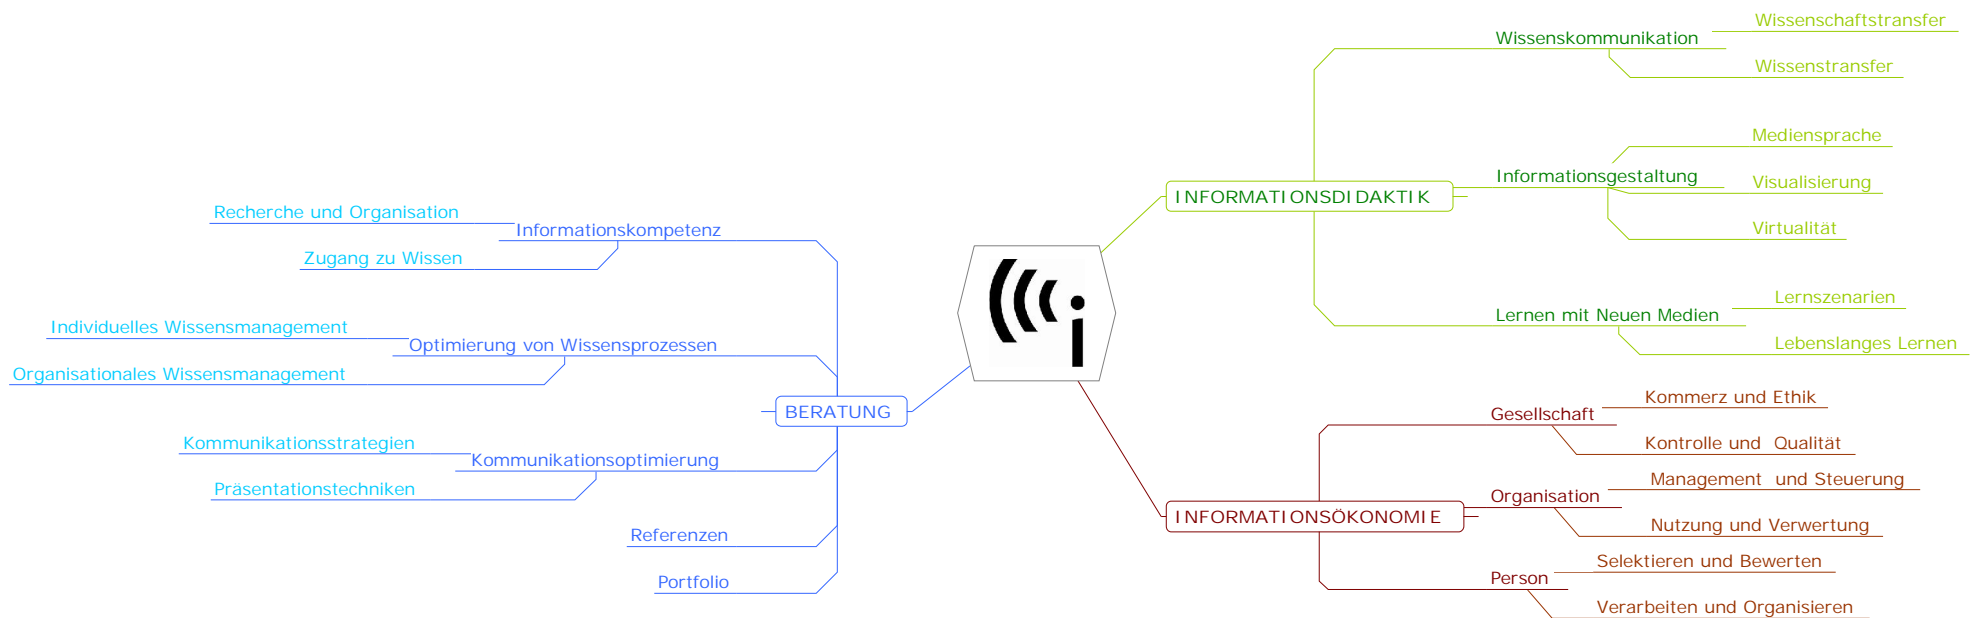 Recherche und Organisation
Informationskompetenz
Zugang zu Wissen
Individuelles Wissensmanagement
Optimierung von Wissensprozessen
Organisationales Wissensmanagement
BERATUNG
Kommunikationsstrategien
Kommunikationsoptimierung
Präsentationstechniken
Referenzen
Portfolio
i
Wissenschaftstransfer
Wissenskommunikation
Wissenstransfer
Mediensprache
Informationsgestaltung
Visualisierung
INFORMATIONSDIDAKTIK
Virtualität
Lernszenarien
Lernen mit Neuen Medien
Lebenslanges Lernen
Kommerz und Ethik
Gesellschaft
Kontrolle und Qualität
Management und Steuerung
Organisation
INFORMATIONSÖKONOMIE
Nutzung und Verwertung
Selektieren und Bewerten
Person
Verarbeiten und Organisieren